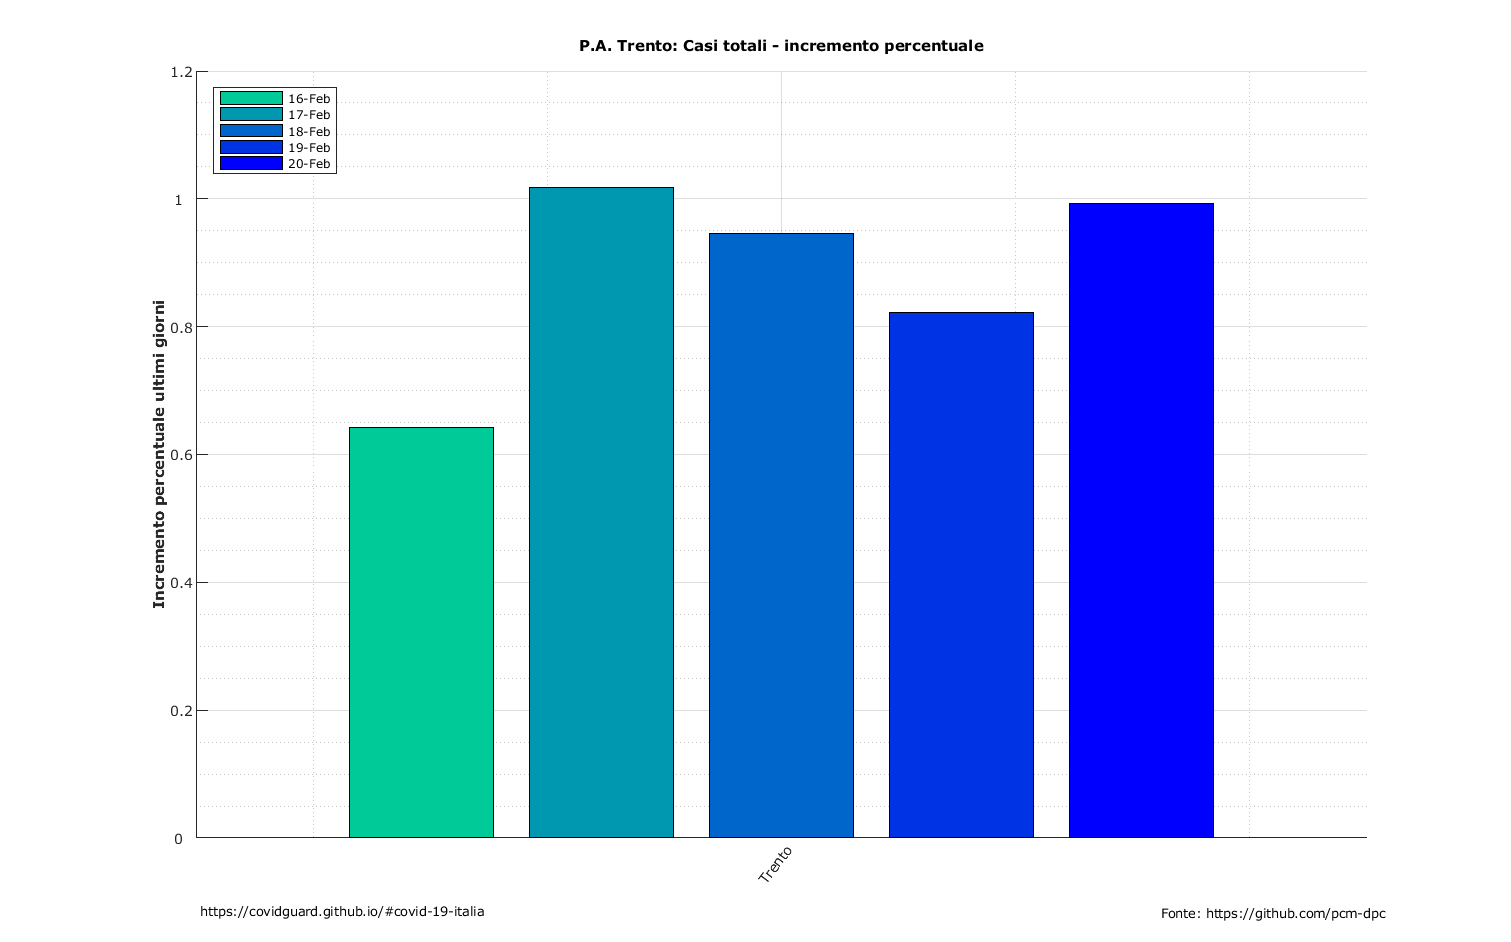 P.A. Trento: Casi totali - incremento percentuale
1.2
1
0.8
0.6
0.4
0.2
0
16-Feb
17-Feb
18-Feb
19-Feb
20-Feb
Incremento percentuale ultimi giorni
Trento
https://covidguard.github.io/#covid-19-italia
Fonte: https://github.com/pcm-dpc